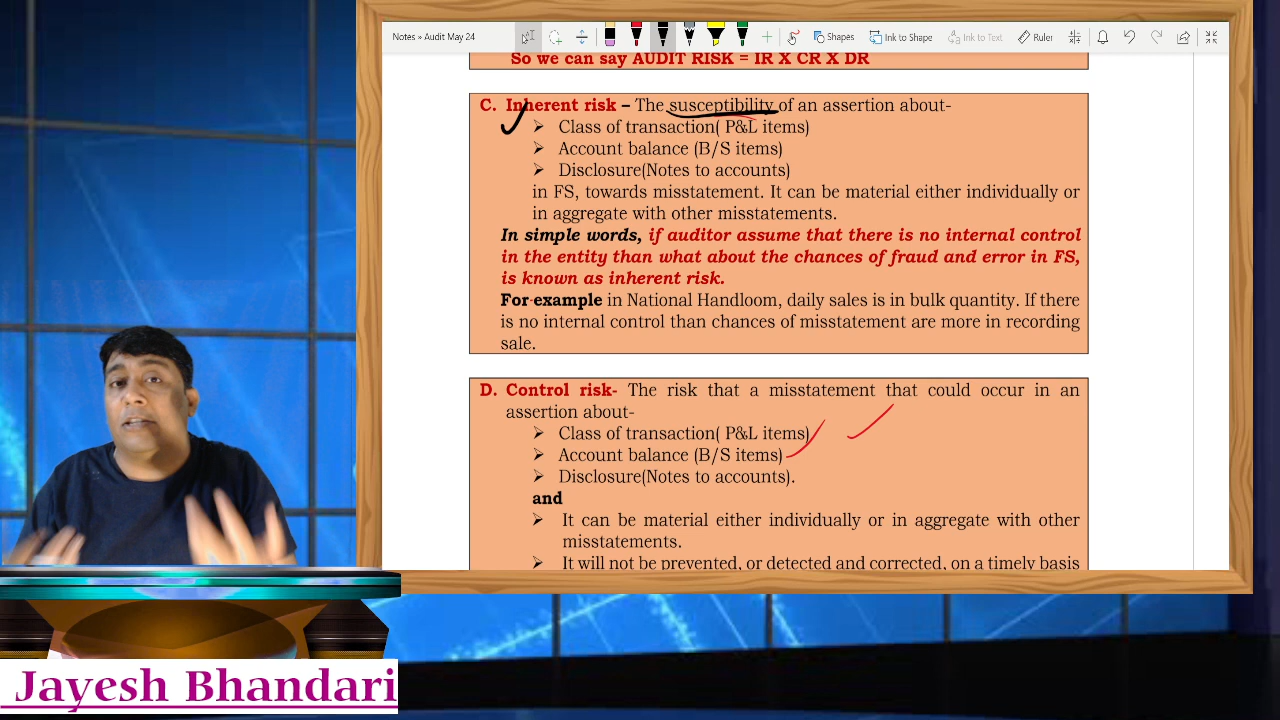 Notes » Audit May 24
Shapes
Ink to Shape
Ink to Text
Ruler
So we can say AUDIT RISK = IR X CR X DR
C. Inherent risk – The susceptibility of an assertion about-
➢ Class of transaction( P&L items)
➢ Account balance (B/S items)
➢ Disclosure(Notes to accounts)
in FS, towards misstatement. It can be material either individually or
in aggregate with other misstatements.
In simple words, if auditor assume that there is no internal control
in the entity than what about the chances of fraud and error in FS,
is known as inherent risk.
For example in National Handloom, daily sales is in bulk quantity. If there
is no internal control than chances of misstatement are more in recording
sale.
D. Control risk- The risk that a misstatement that could occur in an
assertion about-
➢ Class of transaction( P&L items)
➢ Account balance (B/S items)
➢ Disclosure(Notes to accounts).
and
➢ It can be material either individually or in aggregate with other
misstatements.
➢ It will not be prevented, or detected and corrected, on a timely basis
Jayesh Bhandari